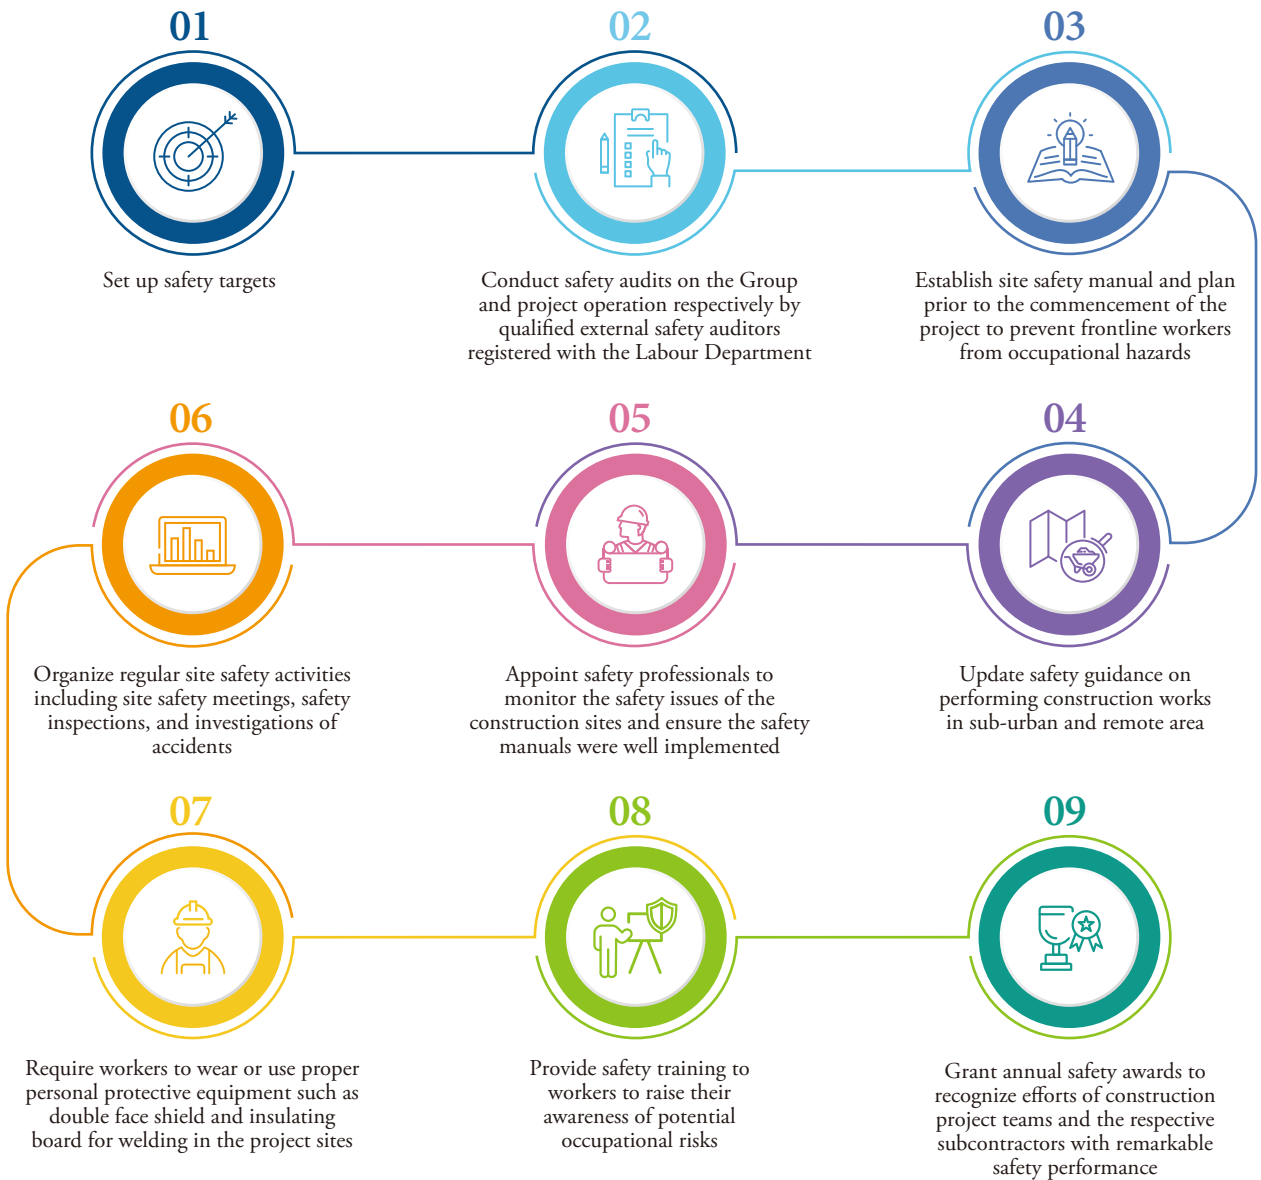 01
Set up safety targets
02
Conduct safety audits on the Group
and project operation respectively by
qualified external safety auditors
registered with the Labour Department
03
Establish site safety manual and plan
prior to the commencement of the
project to prevent frontline workers
from occupational hazards
04
Update safety guidance on
performing construction works
in sub-urban and remote area
05
Appoint safety professionals to
monitor the safety issues of the
construction sites and ensure the safety
manuals were well implemented
06
Organize regular site safety activities
including site safety meetings, safety
inspections, and investigations of
accidents
07
Require workers to wear or use proper
personal protective equipment such as
double face shield and insulating
board for welding in the project sites
08
Provide safety training to
workers to raise their
awareness of potential
occupational risks
09
Grant annual safety awards to
recognize efforts of construction
project teams and the respective
subcontractors with remarkable
safety performance